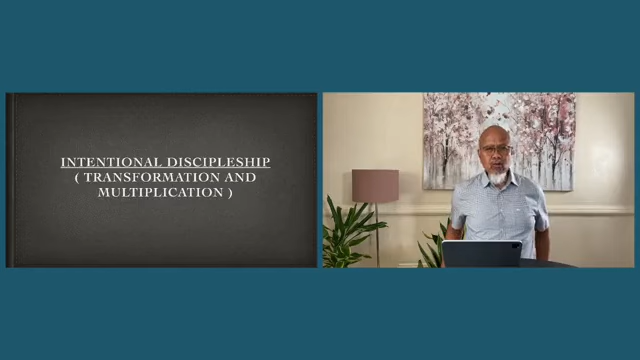 INTENTIONAL DISCIPLESHIP
( TRANSFORMATION AND
MULTIPLICATION )